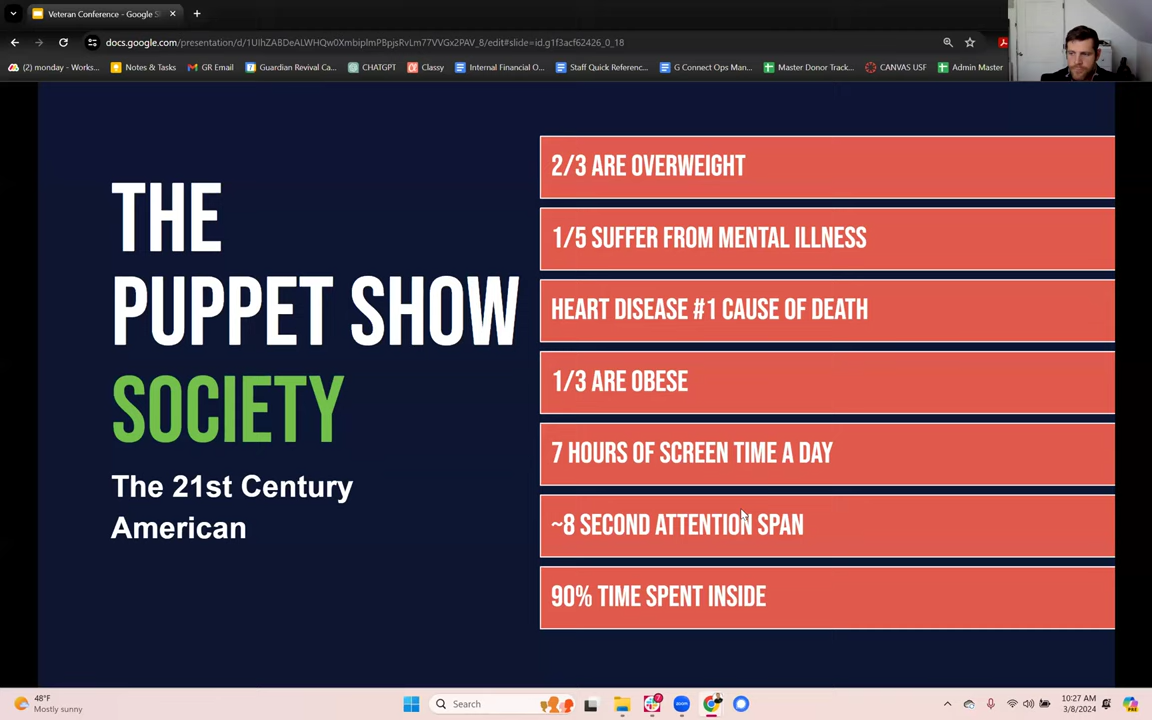 Veteran Conference - Google S
docs.google.com/presentation/d/1UIhZABDeALWHQw0XmbiplmPBpjsRvLm77VVGx2PAV_8/edit#slide=id.g1f3acf62426_0_18
(2) monday - Works...
Notes & Tasks
GR Email
Guardian Revival Ca...
CHATGPT
Classy
Internal Financial O...
Staff Quick Referenc...
G Connect Ops Man...
Master Donor Track...
CANVAS USF
Admin Master
THE
PUPPET SHOW
SOCIETY
The 21st Century
American
2/3 ARE OVERWEIGHT
1/5 SUFFER FROM MENTAL ILLNESS
HEART DISEASE #1 CAUSE OF DEATH
1/3 ARE OBESE
7 HOURS OF SCREEN TIME A DAY
~8 SECOND ATTENTION SPAN
90% TIME SPENT INSIDE
48°F
Mostly sunny
Search
10:27 AM
3/8/2024